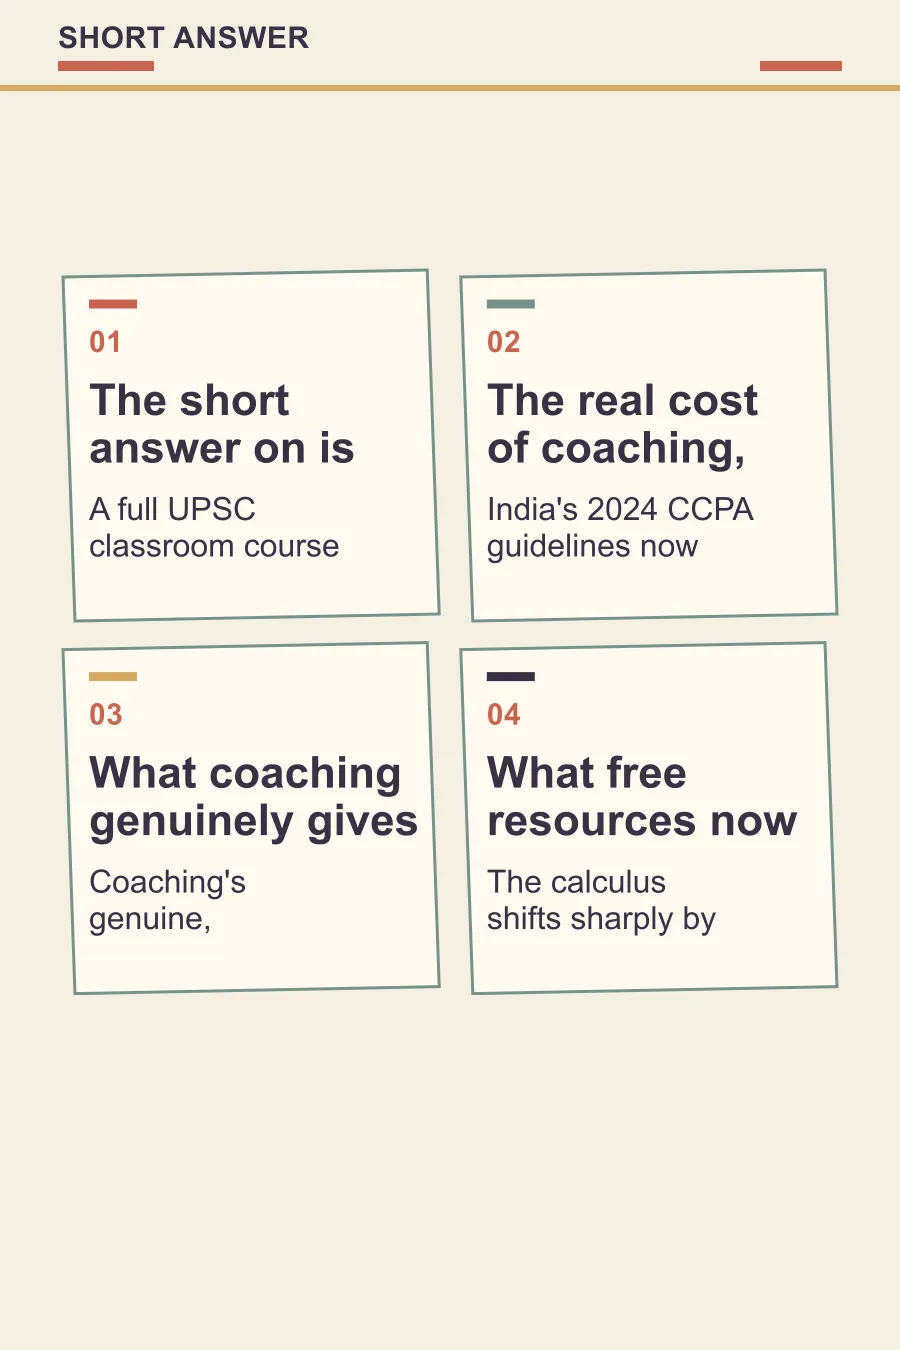 SHORT ANSWER
01
The short
answer on is
A full UPSC
classroom course
02
The real cost
of coaching,
India's 2024 CCPA
guidelines now
03
What coaching
genuinely gives
Coaching's
genuine,
04
What free
resources now
The calculus
shifts sharply by